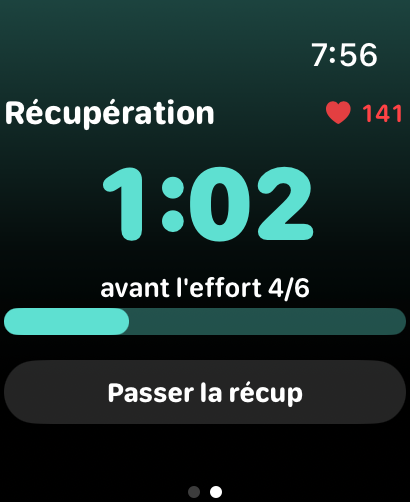 7:56
Récupération 141
1:02
avant l'effort 4/6
Passer la récup